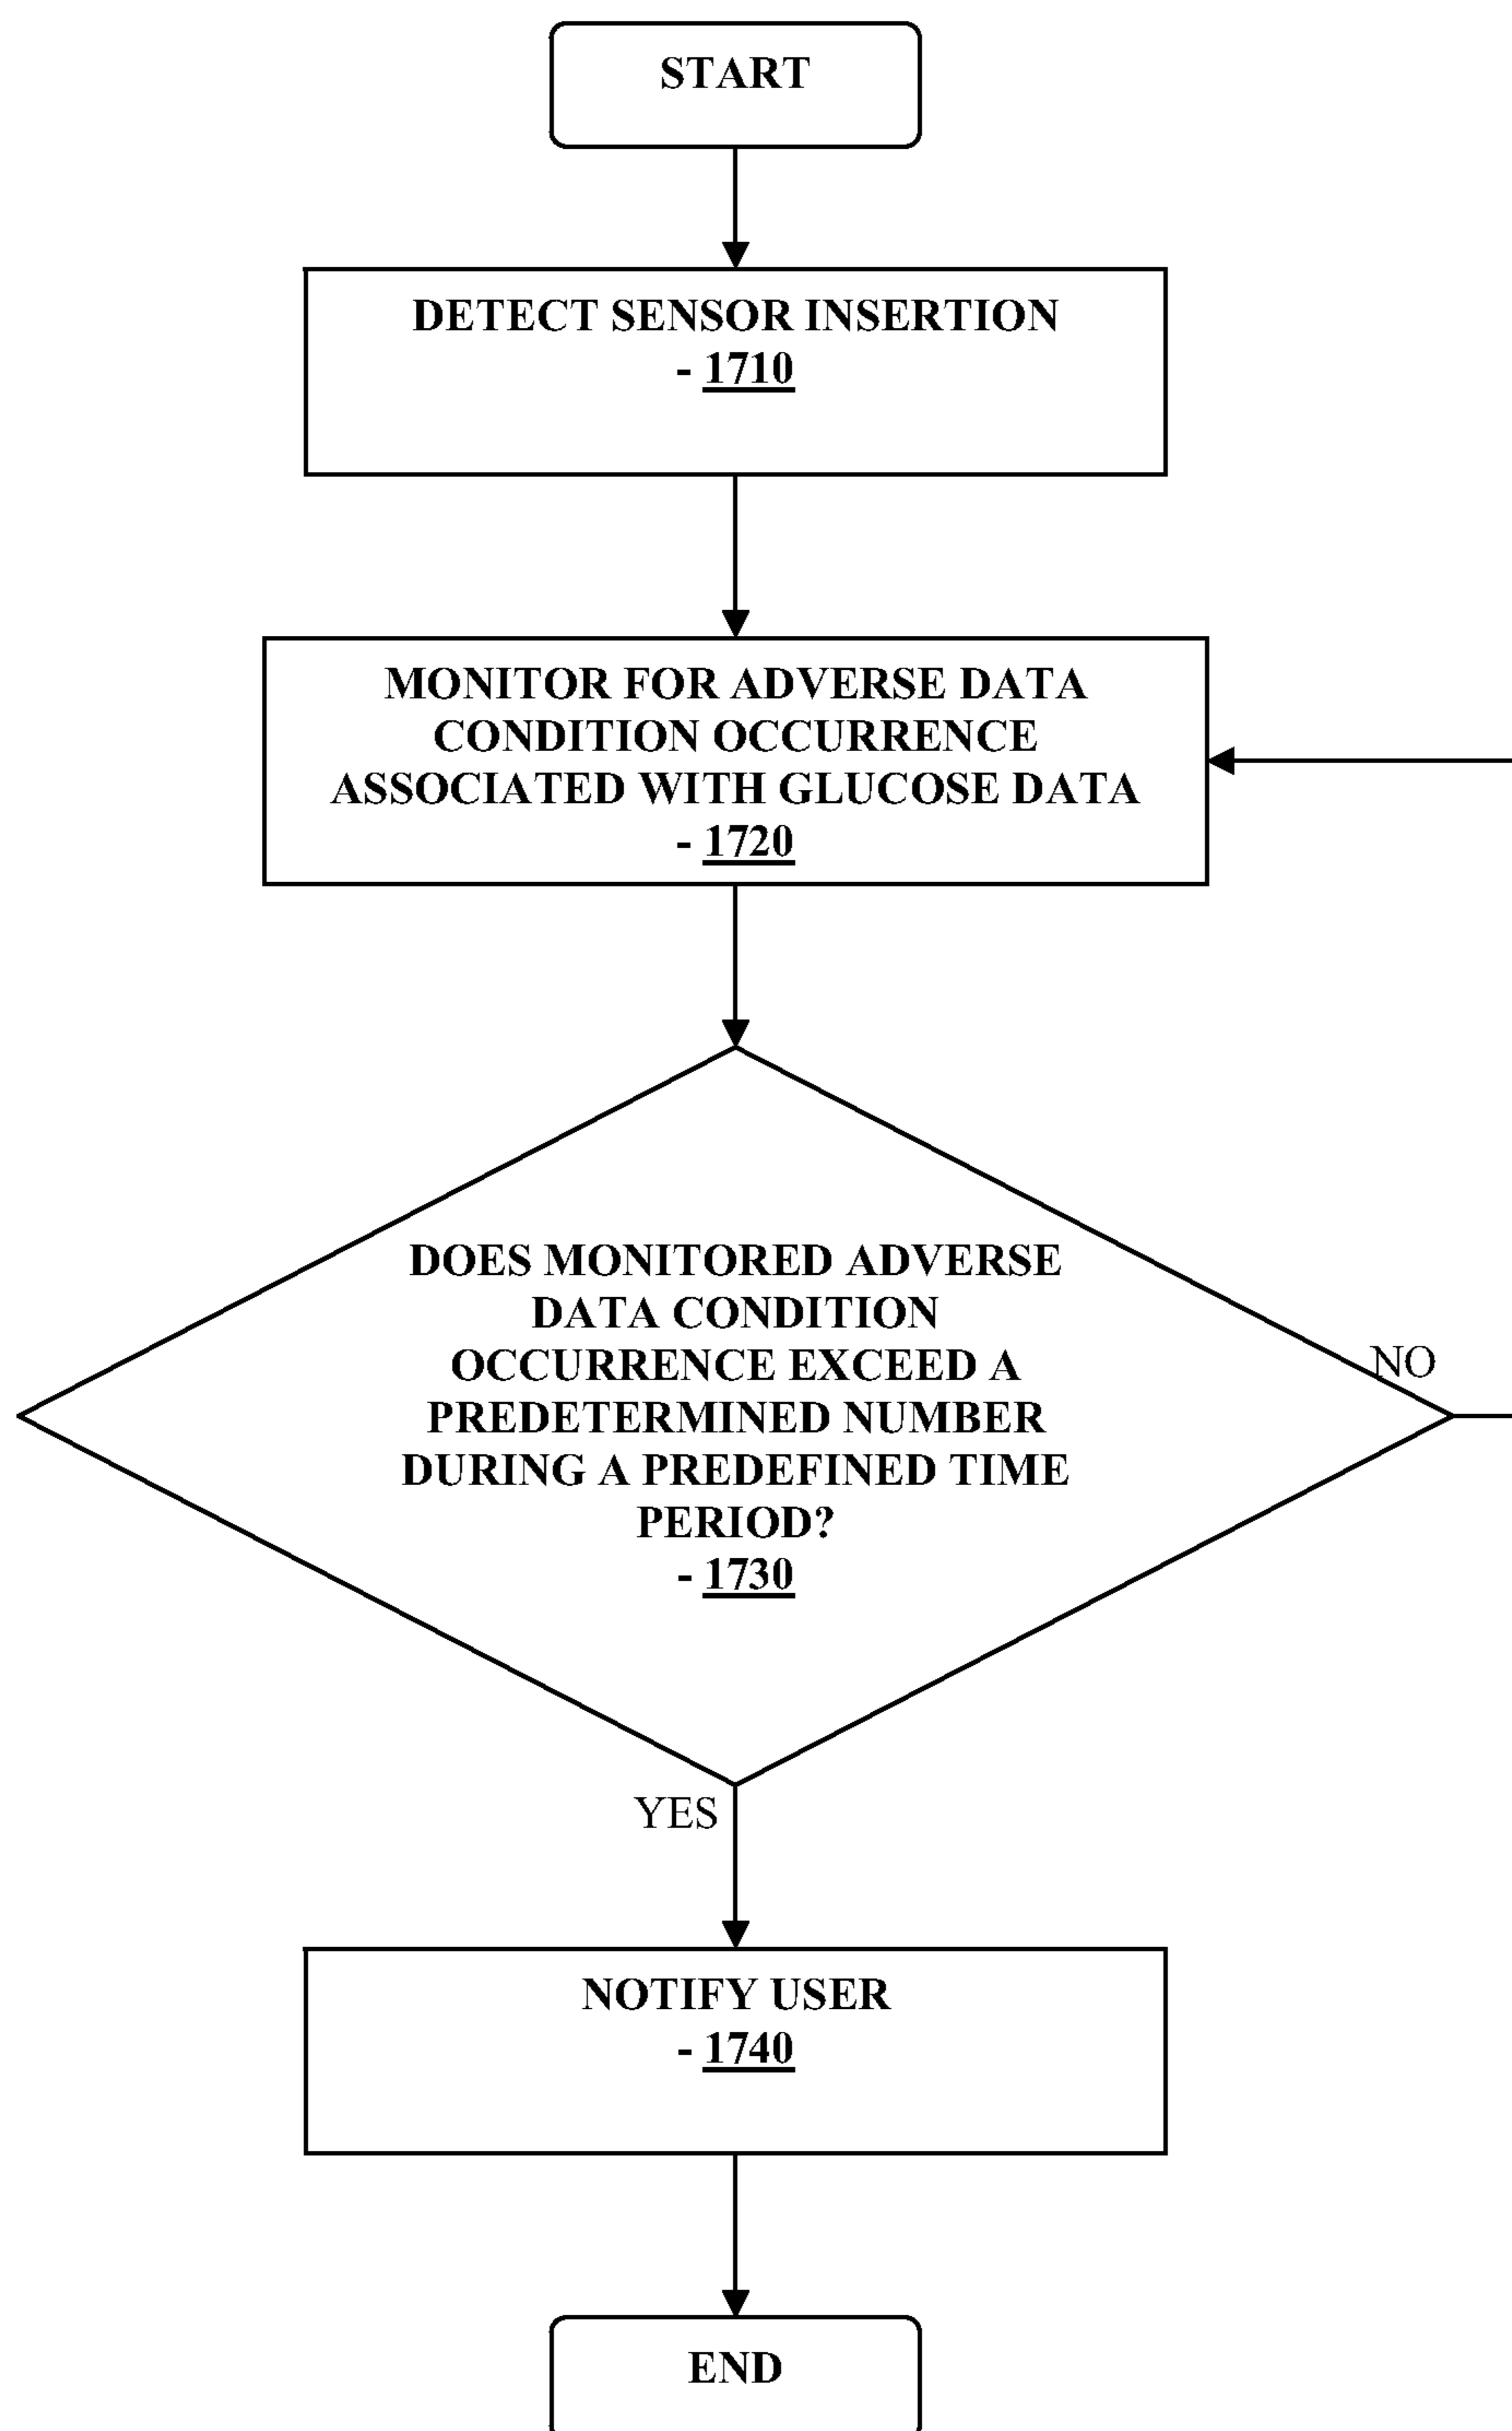 START
DETECT SENSOR INSERTION
- 1710
MONITOR FOR ADVERSE DATA
CONDITION OCCURRENCE
ASSOCIATED WITH GLUCOSE DATA
- 1720
DOES MONITORED ADVERSE
DATA CONDITION
OCCURRENCE EXCEED A
PREDETERMINED NUMBER
DURING A PREDEFINED TIME
PERIOD?
- 1730
NO
YES
NOTIFY USER
- 1740
END